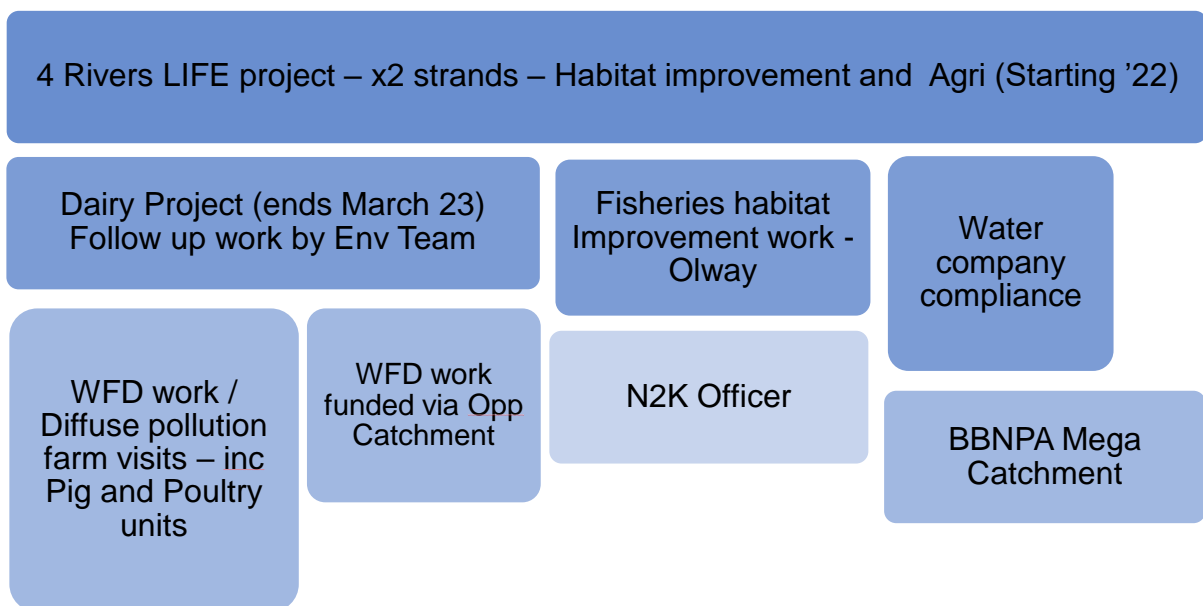 4 Rivers LIFE project – x2 strands – Habitat improvement and  Agri (Starting ’22)
Dairy Project (ends March 23)
Follow up work by Env Team
Fisheries habitat
Improvement work -
Olway
Water
company
compliance
WFD work /
Diffuse pollution
farm visits – inc
Pig and Poultry
units
WFD work
funded via Opp
Catchment
N2K Officer
BBNPA Mega
Catchment